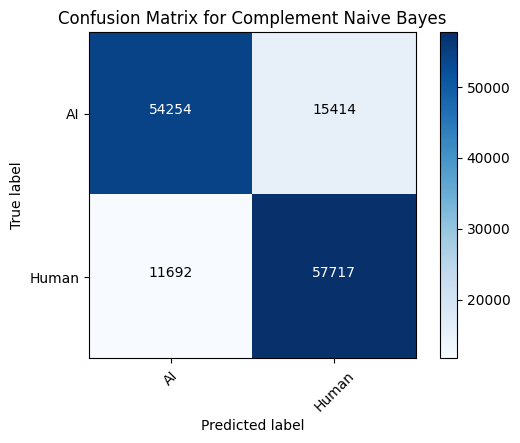 Confusion Matrix for Complement Naive Bayes
True label
AI
54254
15414
Human
11692
57717
AI
Human
Predicted label
50000
40000
30000
20000